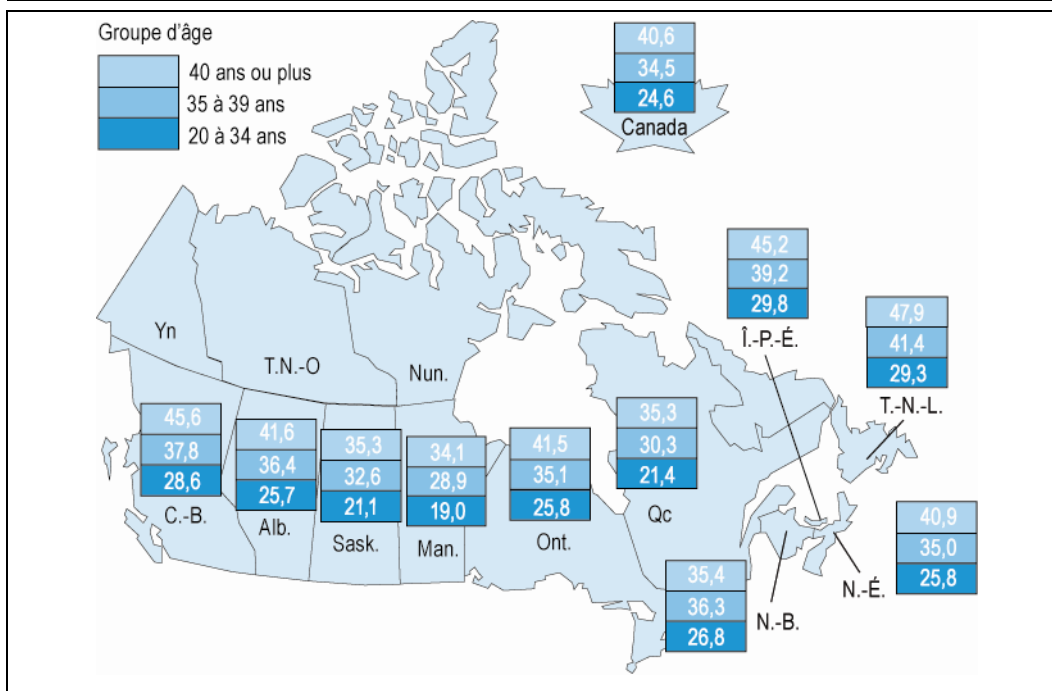 Groupe d'âge
40 ans ou plus
35 à 39 ans
20 à 34 ans
40,6
34,5
24,6
Canada
45,2
39,2
29,8
Î.-P.-É.
47,9
41,4
29,3
T.-N.-L.
Yn
T.N.-O
Nun.
45,6
37,8
28,6
C.-B.
41,6
36,4
25,7
Alb.
35,3
32,6
21,1
Sask.
34,1
28,9
19,0
Man.
41,5
35,1
25,8
Ont.
35,3
30,3
21,4
Qc
40,9
35,0
25,8
N.-É.
35,4
36,3
26,8
N.-B.